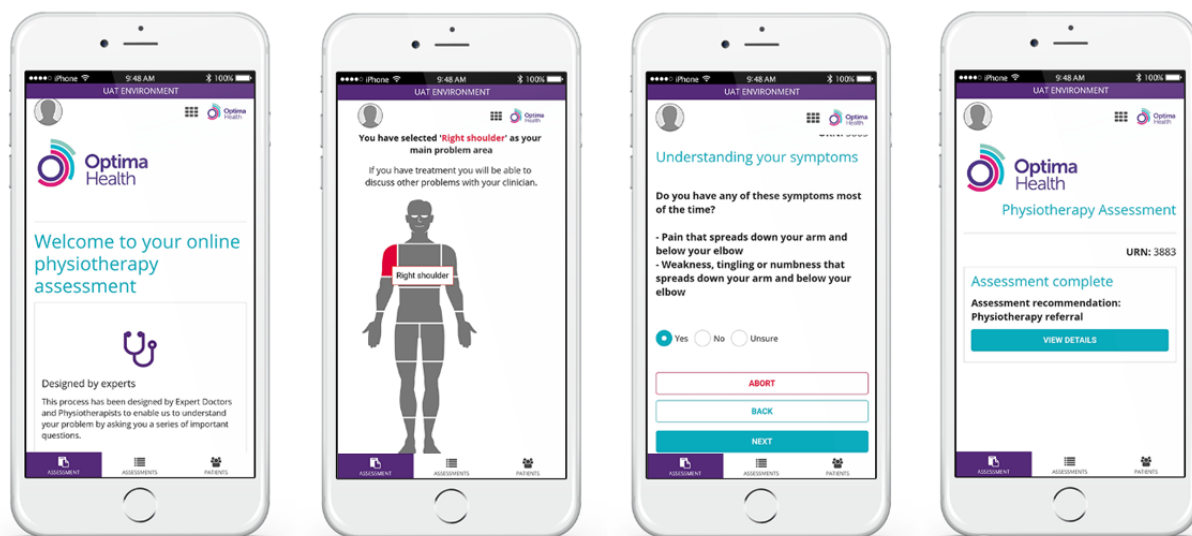 iPhone 9:48 AM 100%
UAT ENVIRONMENT
Optima
Health
Optima
Health
Welcome to your online
physiotherapy
assessment
Designed by experts
This process has been designed by Expert Doctors
and Physiotherapists to enable us to understand
your problem by asking you a series of important
questions.
ASSESSMENT ASSESSMENTS PATIENTS
iPhone 9:48 AM 100%
UAT ENVIRONMENT
Optima
Health
You have selected 'Right shoulder' as your
main problem area
If you have treatment you will be able to
discuss other problems with your clinician.
Right shoulder
ASSESSMENT ASSESSMENTS PATIENTS
iPhone 9:48 AM 100%
UAT ENVIRONMENT
Optima
Health
URN: 3883
Understanding your symptoms
Do you have any of these symptoms most
of the time?
- Pain that spreads down your arm and
below your elbow
- Weakness, tingling or numbness that
spreads down your arm and below your
elbow
Yes No Unsure
ABORT
BACK
NEXT
ASSESSMENT ASSESSMENTS PATIENTS
iPhone 9:48 AM 100%
UAT ENVIRONMENT
Optima
Health
Optima
Health
Physiotherapy Assessment
URN: 3883
Assessment complete
Assessment recommendation:
Physiotherapy referral
VIEW DETAILS
ASSESSMENT ASSESSMENTS PATIENTS